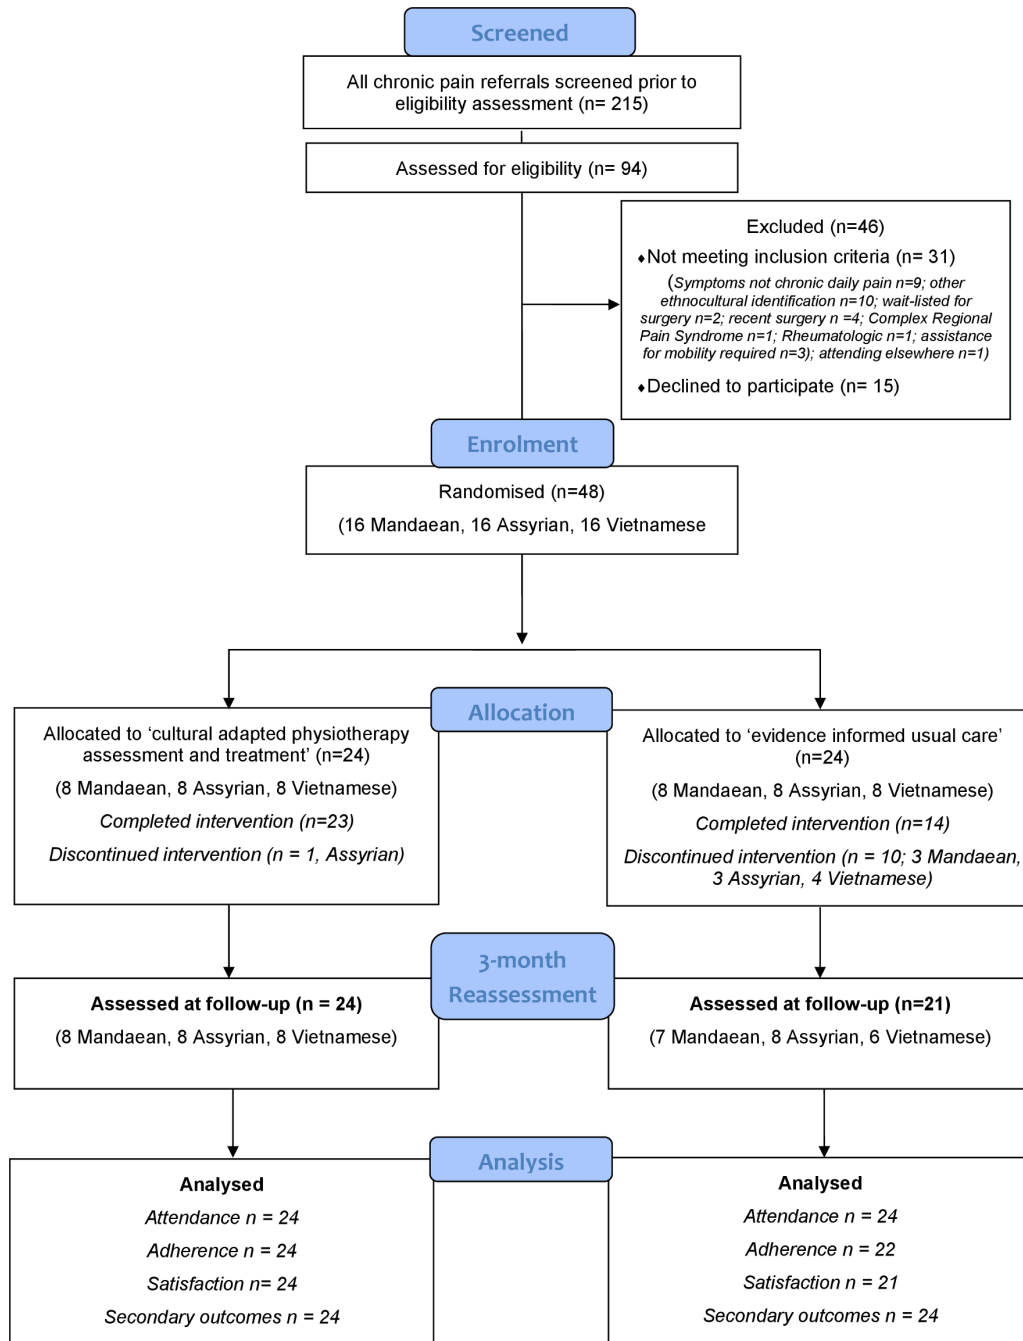 Screened
All chronic pain referrals screened prior to
eligibility assessment (n= 215)
Assessed for eligibility (n= 94)
Excluded (n=46)
♦Not meeting inclusion criteria (n= 31)
(Symptoms not chronic daily pain n=9; other
ethnocultural identification n=10; wait-listed for
surgery n=2; recent surgery n =4; Complex Regional
Pain Syndrome n=1; Rheumatologic n=1; assistance
for mobility required n=3); attending elsewhere n=1)
♦Declined to participate (n= 15)
Enrolment
Randomised (n=48)
(16 Mandaean, 16 Assyrian, 16 Vietnamese
Allocation
Allocated to ‘cultural adapted physiotherapy
assessment and treatment’ (n=24)
(8 Mandaean, 8 Assyrian, 8 Vietnamese)
Completed intervention (n=23)
Discontinued intervention (n = 1, Assyrian)
Allocated to ‘evidence informed usual care’
(n=24)
(8 Mandaean, 8 Assyrian, 8 Vietnamese)
Completed intervention (n=14)
Discontinued intervention (n = 10; 3 Mandaean,
3 Assyrian, 4 Vietnamese)
3-month
Reassessment
Assessed at follow-up (n = 24)
(8 Mandaean, 8 Assyrian, 8 Vietnamese)
Assessed at follow-up (n=21)
(7 Mandaean, 8 Assyrian, 6 Vietnamese)
Analysis
Analysed
Attendance n = 24
Adherence n = 24
Satisfaction n= 24
Secondary outcomes n = 24
Analysed
Attendance n = 24
Adherence n = 22
Satisfaction n = 21
Secondary outcomes n = 24